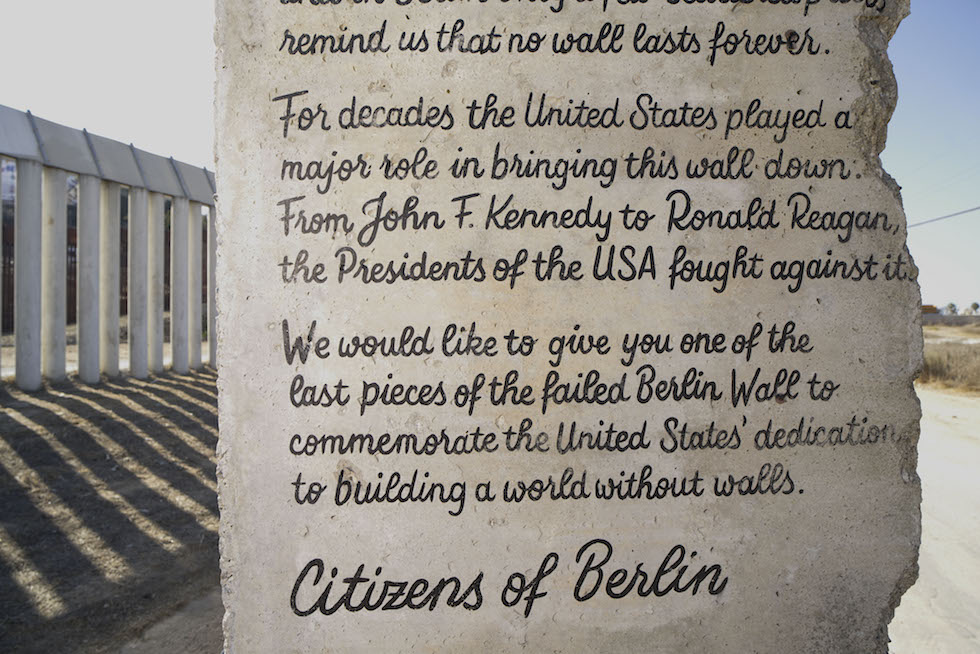 remind us that no wall lasts forever.
For decades the United States played a
major role in bringing this wall down.
From John F. Kennedy to Ronald Reagan,
the Presidents of the USA fought against it.
We would like to give you one of the
last pieces of the failed Berlin Wall to
commemorate the United States' dedication
to building a world without walls.
Citizens of Berlin